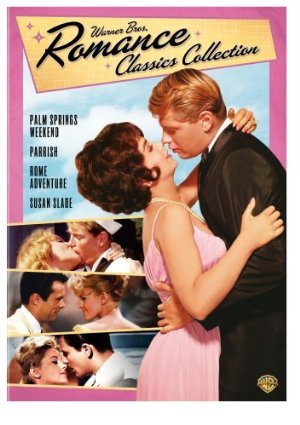 Warner Bros.
Romance
Classics Collection
PALM SPRINGS
WEEKEND
PARRISH
ROME
ADVENTURE
SUSAN SLADE